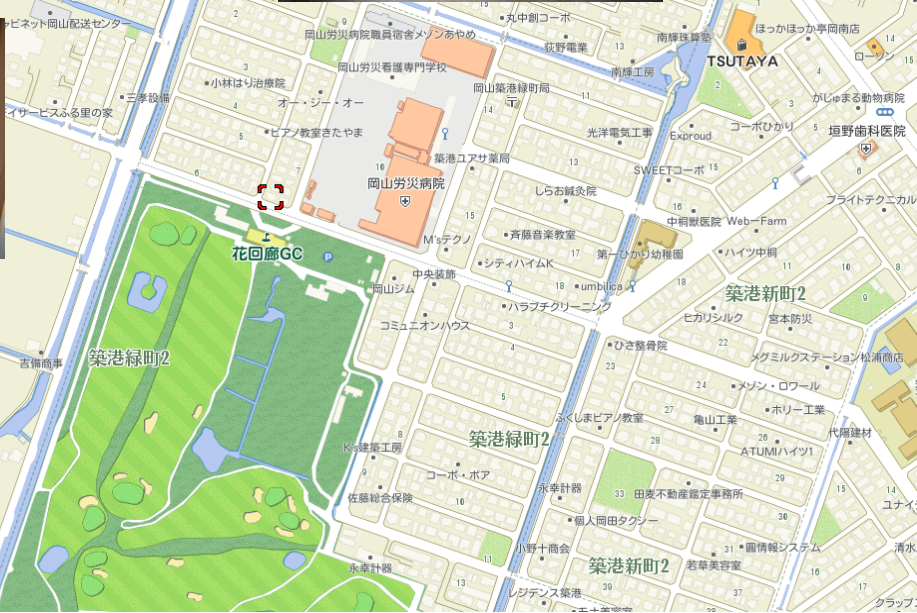 ャビネット岡山配送センター
丸中創コーポ
ほっかほっか亭岡南店
岡山労災病院職員宿舎メゾンあやめ
南輝珠算塾
荻野電業
TSUTAYA
ローソン
岡山労災看護専門学校
南輝工房
小林はり治療院
岡山築港緑町局
三孝設備
オー・ジー・オー
がじゅまる動物病院
イサービスふる里の家
ピアノ教室きたやま
光洋電気工事
Exproud
コーポひかり
垣野歯科医院
築港ユアサ薬局
SWEETコーポ
岡山労災病院
しらお鍼灸院
ブライトテクニカル
中桐獣医院
Web－Farm
M'sテクノ
斉藤音楽教室
花回廊GC
第一ひかり幼稚園
ハイツ中桐
シティハイムK
中央装飾
岡山ジム
umbilica
築港新町2
ハラプチクリーニング
ヒカリシルク
宮本防災
コミュニオンハウス
築港緑町2
ひさ整骨院
メグミルクステーション松浦商店
吉備商事
メゾン・ロワール
ホリー工業
ふくしまピアノ教室
亀山工業
代陽建材
築港緑町2
K's建築工房
ATUMIハイツ1
コーポ・ボア
永幸計器
田麦不動産鑑定事務所
佐藤総合保険
個人岡田タクシー
ユナイ
小野十商会
圓情報システム
清水
永幸計器
築港新町2
若草美容室
レジデンス築港
クラップ